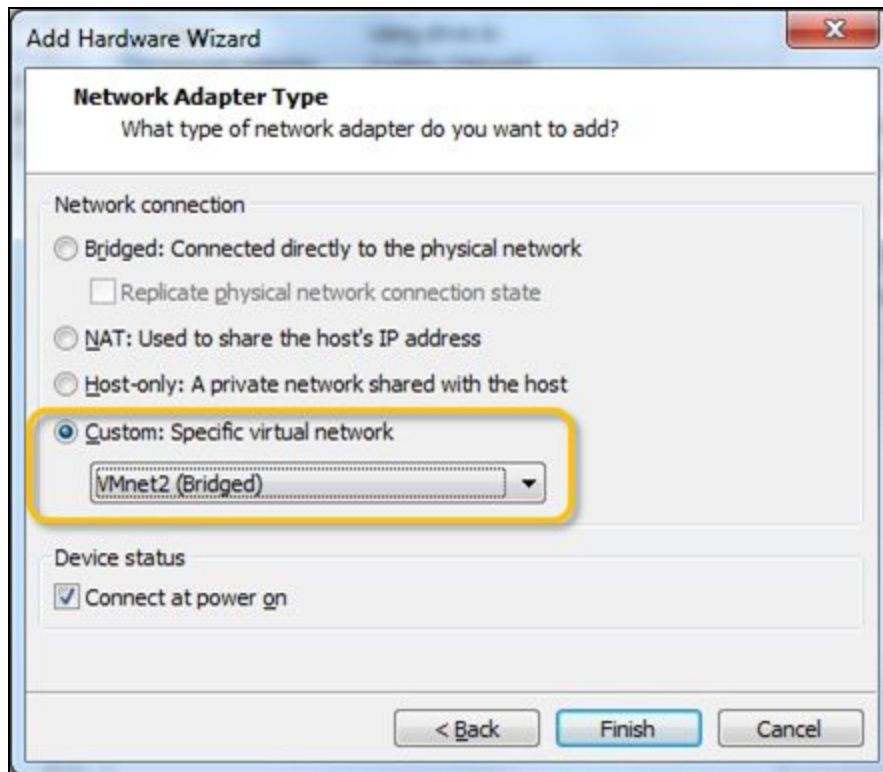 Add Hardware Wizard
Network Adapter Type
What type of network adapter do you want to add?
Network connection
Bridged: Connected directly to the physical network
Replicate physical network connection state
NAT: Used to share the host's IP address
Host-only: A private network shared with the host
Custom: Specific virtual network
VMnet2 (Bridged)
Device status
Connect at power on
< Back Finish Cancel